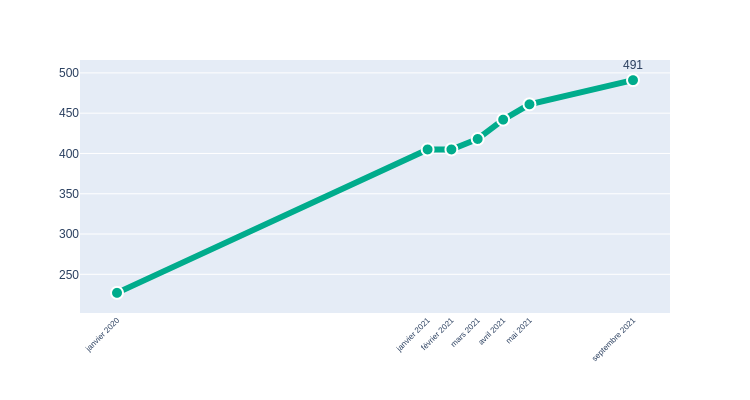 491
500
450
400
350
300
250
janvier 2020
janvier 2021
février 2021
mars 2021
avril 2021
mai 2021
septembre 2021